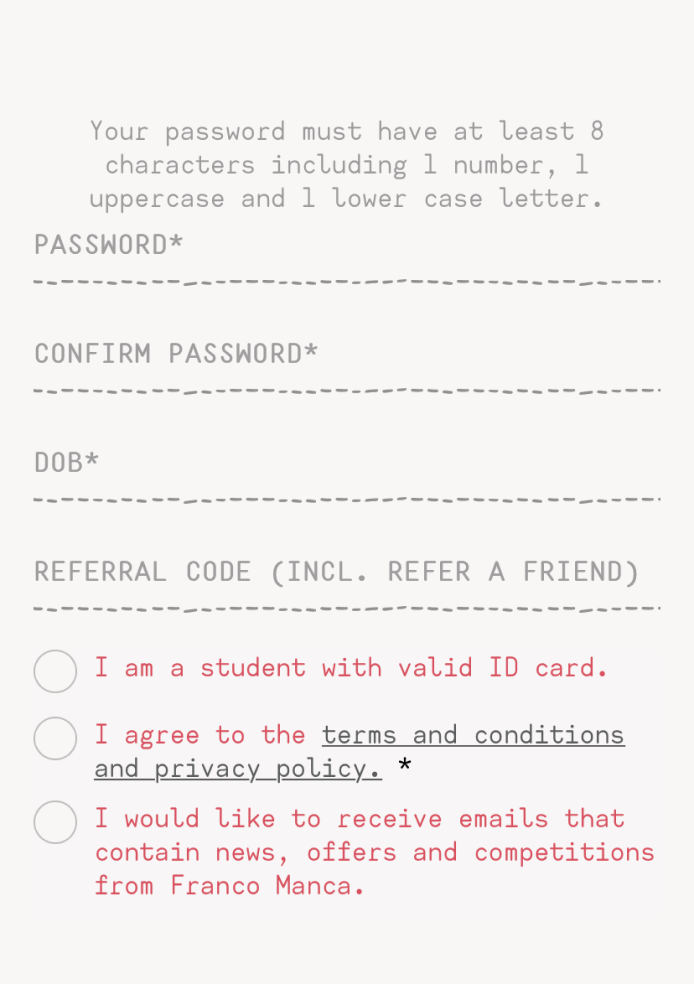 Your password must have at least 8
characters including 1 number, 1
uppercase and 1 lower case letter.
PASSWORD*
CONFIRM PASSWORD*
DOB*
REFERRAL CODE (INCL. REFER A FRIEND)
I am a student with valid ID card.
I agree to the terms and conditions
and privacy policy. *
I would like to receive emails that
contain news, offers and competitions
from Franco Manca.